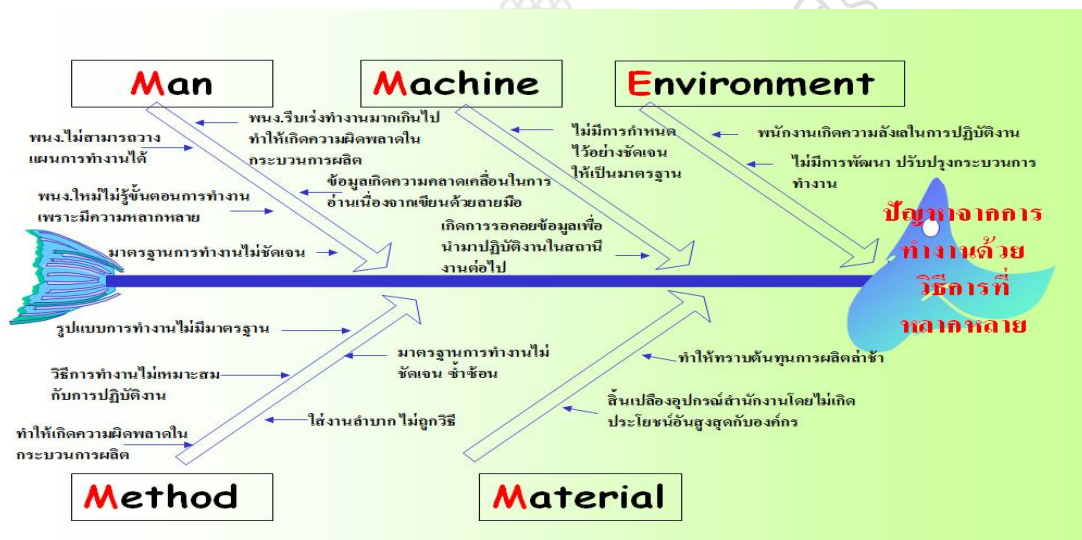 Man
Machine
Environment
พนง.รีบเร่งทำงานมากเกินไป
ทำให้เกิดความผิดพลาดใน
กระบวนการผลิต
พนง.ไม่สามารถวาง
แผนการทำงานได้
ข้อมูลเกิดความคลาดเคลื่อนในการ
อ่านเนื่องจากเขียนด้วยลายมือ
พนง.ใหม่ไม่รู้ขั้นตอนการทำงาน
เพราะมีความหลากหลาย
มาตรฐานการทำงานไม่ชัดเจน
ไม่มีการกำหนด
ไว้อย่างชัดเจน
ให้เป็นมาตรฐาน
เกิดการรอคอยข้อมูลเพื่อ
นำมาปฏิบัติงานในสถานี
งานต่อไป
พนักงานเกิดความลังเลในการปฏิบัติงาน
ไม่มีการพัฒนา ปรับปรุงกระบวนการ
ทำงาน
ปัญหาจากการ
ทำงานด้วย
วิธีการที่
หลากหลาย
รูปแบบการทำงานไม่มีมาตรฐาน
มาตรฐานการทำงานไม่
ชัดเจน ซ้ำซ้อน
วิธีการทำงานไม่เหมาะสม
กับการปฏิบัติงาน
ใส่งานลำบาก ไม่ถูกวิธี
ทำให้เกิดความผิดพลาดใน
กระบวนการผลิต
ทำให้ทราบต้นทุนการผลิตล่าช้า
สิ้นเปลืองอุปกรณ์สำนักงานโดยไม่เกิด
ประโยชน์อันสูงสุดกับองค์กร
Method
Material